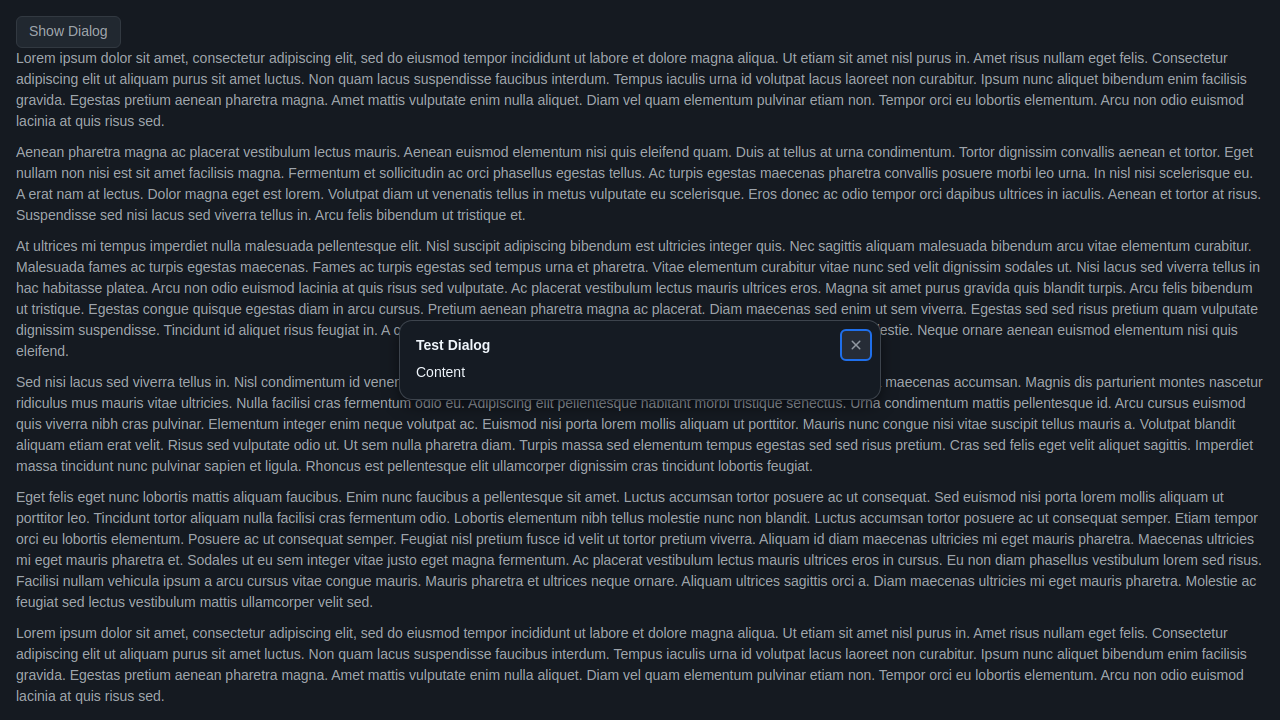 Show Dialog
Lorem ipsum dolor sit amet, consectetur adipiscing elit, sed do eiusmod tempor incididunt ut labore et dolore magna aliqua. Ut etiam sit amet nisl purus in. Amet risus nullam eget felis. Consectetur
adipiscing elit ut aliquam purus sit amet luctus. Non quam lacus suspendisse faucibus interdum. Tempus iaculis urna id volutpat lacus laoreet non curabitur. Ipsum nunc aliquet bibendum enim facilisis
gravida. Egestas pretium aenean pharetra magna. Amet mattis vulputate enim nulla aliquet. Diam vel quam elementum pulvinar etiam non. Tempor orci eu lobortis elementum. Arcu non odio euismod
lacinia at quis risus sed.
Aenean pharetra magna ac placerat vestibulum lectus mauris. Aenean euismod elementum nisi quis eleifend quam. Duis at tellus at urna condimentum. Tortor dignissim convallis aenean et tortor. Eget
nullam non nisi est sit amet facilisis magna. Fermentum et sollicitudin ac orci phasellus egestas tellus. Ac turpis egestas maecenas pharetra convallis posuere morbi leo urna. In nisl nisi scelerisque eu.
A erat nam at lectus. Dolor magna eget est lorem. Volutpat diam ut venenatis tellus in metus vulputate eu scelerisque. Eros donec ac odio tempor orci dapibus ultrices in iaculis. Aenean et tortor at risus.
Suspendisse sed nisi lacus sed viverra tellus in. Arcu felis bibendum ut tristique et.
At ultrices mi tempus imperdiet nulla malesuada pellentesque elit. Nisl suscipit adipiscing bibendum est ultricies integer quis. Nec sagittis aliquam malesuada bibendum arcu vitae elementum curabitur.
Malesuada fames ac turpis egestas maecenas. Fames ac turpis egestas sed tempus urna et pharetra. Vitae elementum curabitur vitae nunc sed velit dignissim sodales ut. Nisi lacus sed viverra tellus in
hac habitasse platea. Arcu non odio euismod lacinia at quis risus sed vulputate. Ac placerat vestibulum lectus mauris ultrices eros. Magna sit amet purus gravida quis blandit turpis. Arcu felis bibendum
ut tristique. Egestas congue quisque egestas diam in arcu cursus. Pretium aenean pharetra magna ac placerat. Diam maecenas sed enim ut sem viverra. Egestas sed sed risus pretium quam vulputate
dignissim suspendisse. Tincidunt id aliquet risus feugiat in. A Neque ornare aenean euismod elementum nisi quis
eleifend.
Test Dialog
Content
Sed nisi lacus sed viverra tellus in. Nisl condimentum id maecenas accumsan. Magnis dis parturient montes nascetur
ridiculus mus mauris vitae ultricies. Nulla facilisi cras fermentum odio eu. Adipiscing elit pellentesque habitant morbi tristique senectus. Urna condimentum mattis pellentesque id. Arcu cursus euismod
quis viverra nibh cras pulvinar. Elementum integer enim neque volutpat ac. Euismod nisi porta lorem mollis aliquam ut porttitor. Mauris nunc congue nisi vitae suscipit tellus mauris a. Volutpat blandit
aliquam etiam erat velit. Risus sed vulputate odio ut. Ut sem nulla pharetra diam. Turpis massa sed elementum tempus egestas sed sed risus pretium. Cras sed felis eget velit aliquet sagittis. Imperdiet
massa tincidunt nunc pulvinar sapien et ligula. Rhoncus est pellentesque elit ullamcorper dignissim cras tincidunt lobortis feugiat.
Eget felis eget nunc lobortis mattis aliquam faucibus. Enim nunc faucibus a pellentesque sit amet. Luctus accumsan tortor posuere ac ut consequat. Sed euismod nisi porta lorem mollis aliquam ut
porttitor leo. Tincidunt tortor aliquam nulla facilisi cras fermentum odio. Lobortis elementum nibh tellus molestie nunc non blandit. Luctus accumsan tortor posuere ac ut consequat semper. Etiam tempor
orci eu lobortis elementum. Posuere ac ut consequat semper. Feugiat nisl pretium fusce id velit ut tortor pretium viverra. Aliquam id diam maecenas ultricies mi eget mauris pharetra. Maecenas ultricies
mi eget mauris pharetra et. Sodales ut eu sem integer vitae justo eget magna fermentum. Ac placerat vestibulum lectus mauris ultrices eros in cursus. Eu non diam phasellus vestibulum lorem sed risus.
Facilisi nullam vehicula ipsum a arcu cursus vitae congue mauris. Mauris pharetra et ultrices neque ornare. Aliquam ultrices sagittis orci a. Diam maecenas ultricies mi eget mauris pharetra. Molestie ac
feugiat sed lectus vestibulum mattis ullamcorper velit sed.
Lorem ipsum dolor sit amet, consectetur adipiscing elit, sed do eiusmod tempor incididunt ut labore et dolore magna aliqua. Ut etiam sit amet nisl purus in. Amet risus nullam eget felis. Consectetur
adipiscing elit ut aliquam purus sit amet luctus. Non quam lacus suspendisse faucibus interdum. Tempus iaculis urna id volutpat lacus laoreet non curabitur. Ipsum nunc aliquet bibendum enim facilisis
gravida. Egestas pretium aenean pharetra magna. Amet mattis vulputate enim nulla aliquet. Diam vel quam elementum pulvinar etiam non. Tempor orci eu lobortis elementum. Arcu non odio euismod
lacinia at quis risus sed.